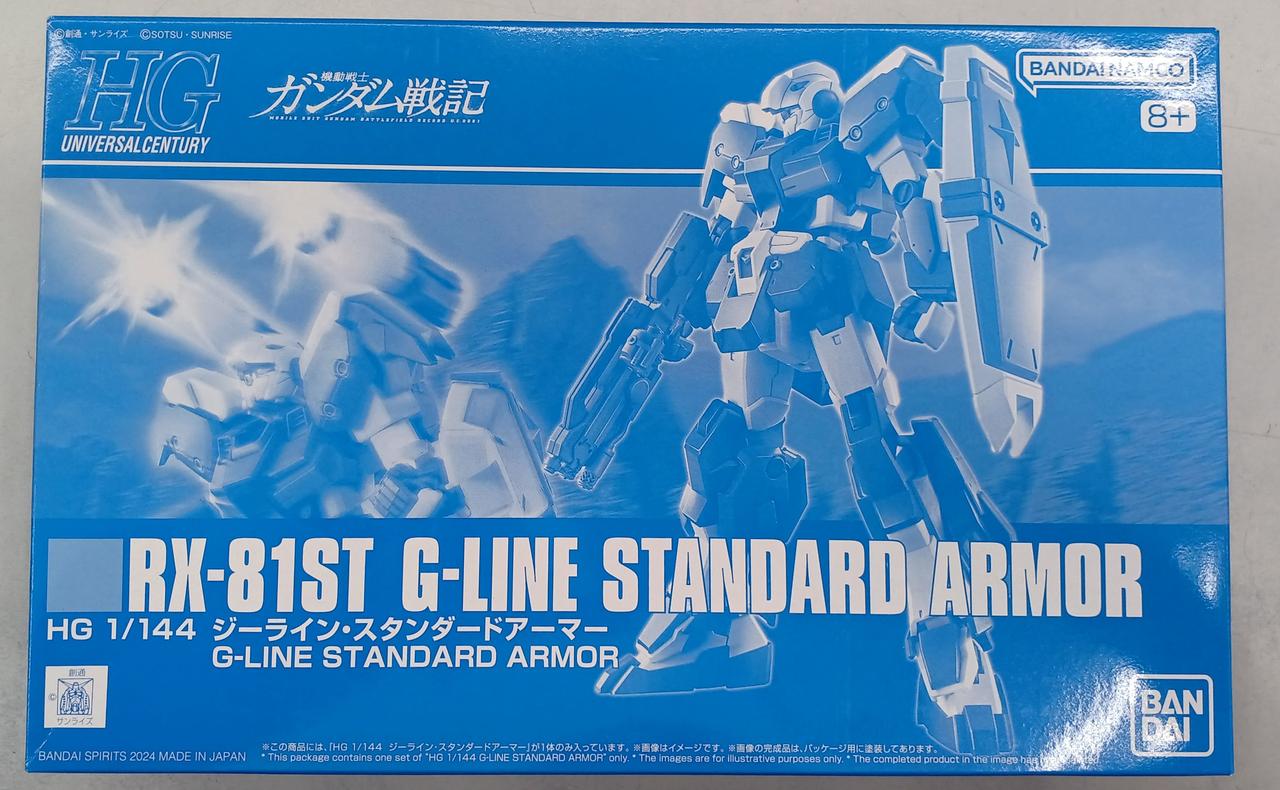 ©創通・サンライズ ©SOTSU・SUNRISE
HG
UNIVERSAL CENTURY
機動戦士
ガンダム戦記
MOBILE SUIT GUNDAM BATTLEFIELD RECORD U.C.0081
BANDAI NAMCO
8+
RX-81ST G-LINE STANDARD ARMOR
HG 1/144 ジーライン・スタンダードアーマー
G-LINE STANDARD ARMOR
創通
©
サンライズ
BAN
DAI
BANDAI SPIRITS 2024 MADE IN JAPAN
※この商品には、「HG 1/144 ジーライン・スタンダードアーマー」が1体のみ入っています。※画像はイメージです。※画像の完成品は、パッケージ用に塗装してあります。
* This package contains one set of "HG 1/144 G-LINE STANDARD ARMOR" only. * The images are for illustrative purposes only. * The completed product in the image has